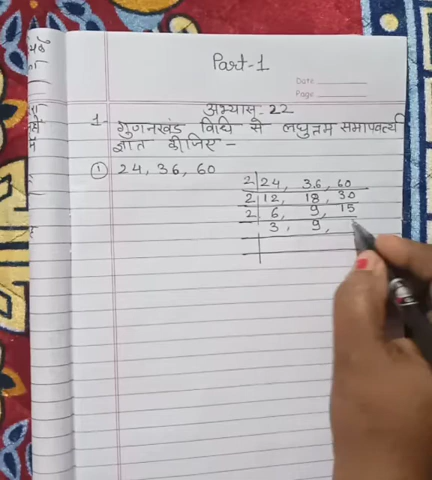 Part-1
Date
Page
अभ्यास-22
1- गुणनखंड विधि से लघुत्तम समापवर्त्य
ज्ञात कीजिए -
① 24, 36, 60
2 24, 36, 60
2 12, 18, 30
2 6, 9, 15
3, 9,